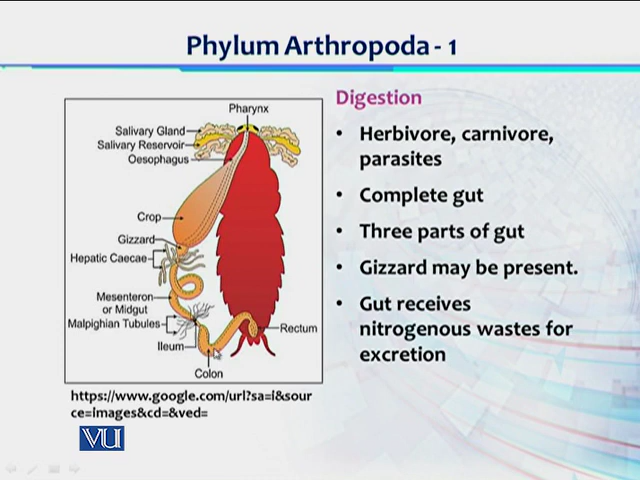 Phylum Arthropoda - 1
Pharynx
Salivary Gland
Salivary Reservoir
Oesophagus
Crop
Gizzard
Hepatic Caecae
Mesenteron
or Midgut
Malpighian Tubules
Ileum
Colon
Rectum
https://www.google.com/url?sa=i&sour
ce=images&cd=&ved=
VU
Digestion
• Herbivore, carnivore,
parasites
• Complete gut
• Three parts of gut
• Gizzard may be present.
• Gut receives
nitrogenous wastes for
excretion